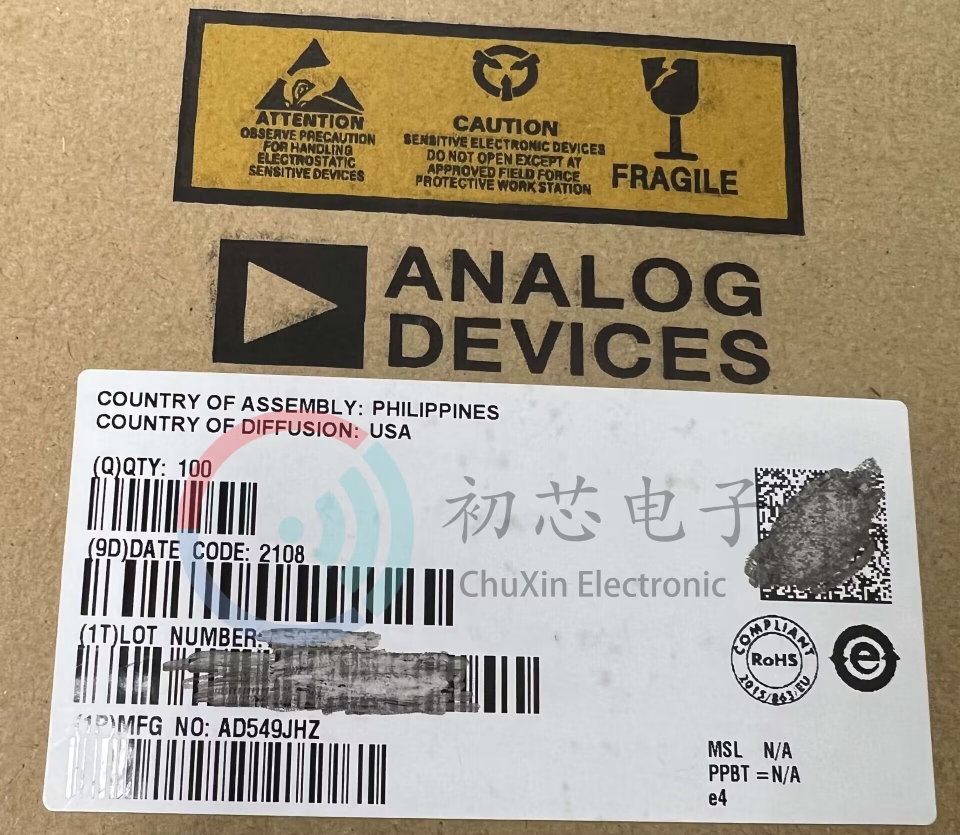 ATTENTION
OBSERVE PRECAUTION
FOR HANDLING
ELECTROSTATIC
SENSITIVE DEVICES
CAUTION
SENSITIVE ELECTRONIC DEVICES
DO NOT OPEN EXCEPT AT
APPROVED FIELD FORCE
PROTECTIVE WORK STATION
FRAGILE
ANALOG
DEVICES
COUNTRY OF ASSEMBLY: PHILIPPINES
COUNTRY OF DIFFUSION: USA
(Q)QTY: 100
(9D)DATE CODE: 2108
(1T)LOT NUMBER:
(1P)MFG NO: AD549JHZ
初芯电子
ChuXin Electronic
COMPLIANT
RoHS
2015/863/EU
e
MSL N/A
PPBT =N/A
e4